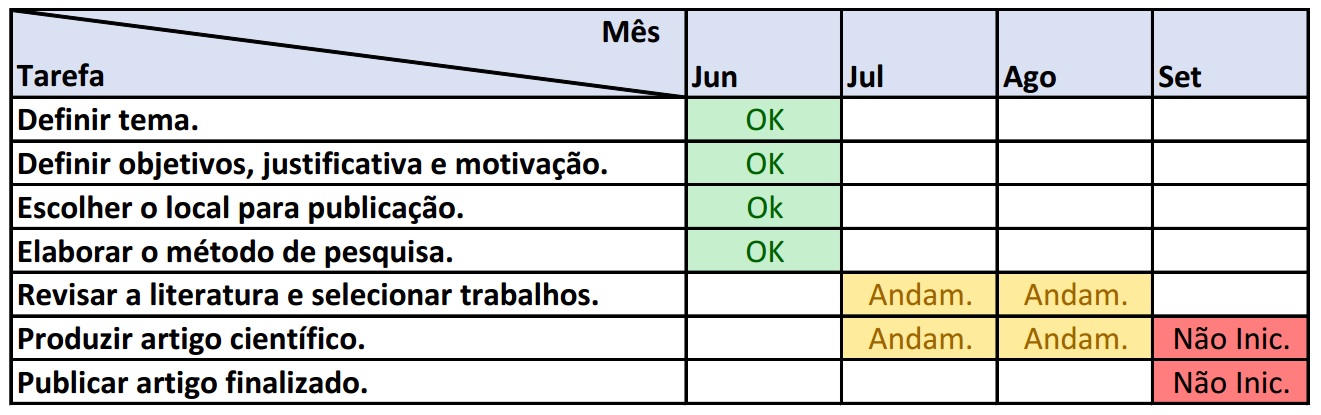 Mês
Tarefa Jun Jul Ago Set
Definir tema. OK
Definir objetivos, justificativa e motivação. OK
Escolher o local para publicação. Ok
Elaborar o método de pesquisa. OK
Revisar a literatura e selecionar trabalhos. Andam. Andam.
Produzir artigo científico. Andam. Andam. Não Inic.
Publicar artigo finalizado. Não Inic.